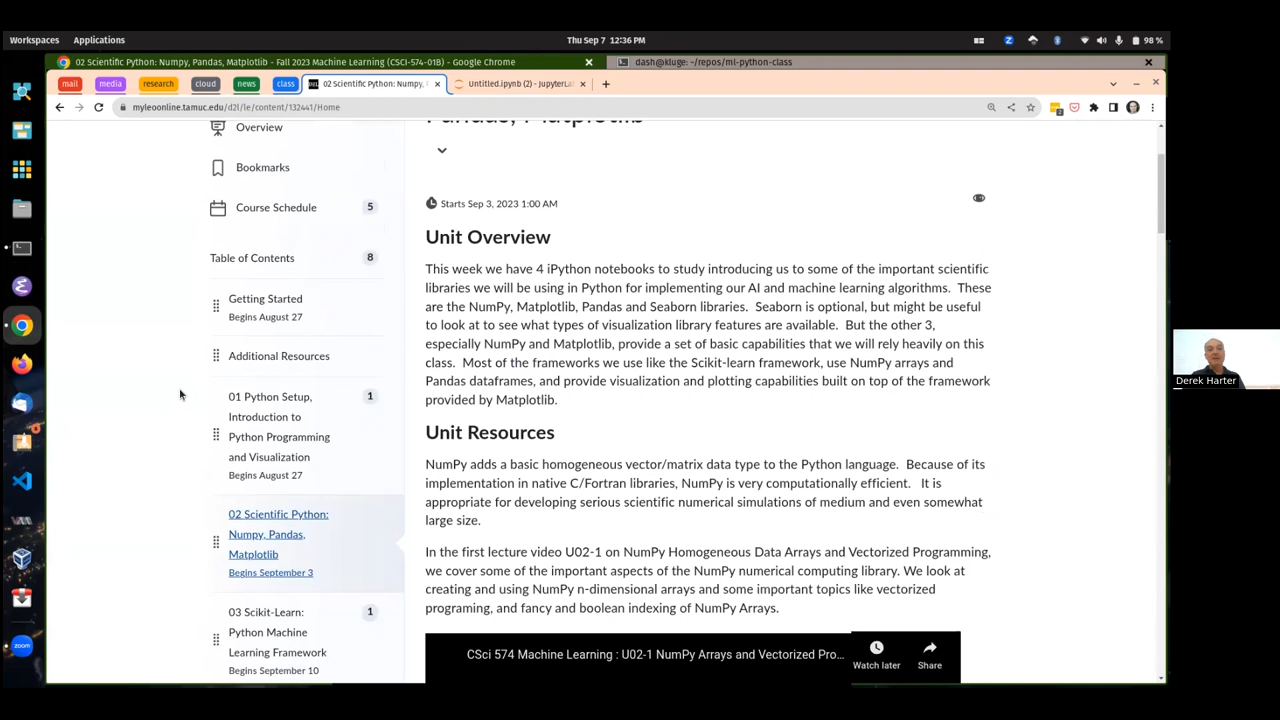 Workspaces Applications Thu Sep 7 12:36 PM 98 %
02 Scientific Python: Numpy, Pandas, Matplotlib - Fall 2023 Machine Learning (CSCI-574-01B) - Google Chrome
dash@kluge: ~/repos/ml-python-class
mail media research cloud news class 02 Scientific Python: Numpy, Untitled.ipynb (2) - JupyterLa
myleoonline.tamuc.edu/d2l/le/content/132441/Home
Overview
Bookmarks
Course Schedule 5
Table of Contents 8
Getting Started
Begins August 27
Additional Resources
01 Python Setup, 1
Introduction to
Python Programming
and Visualization
Begins August 27
02 Scientific Python:
Numpy, Pandas,
Matplotlib
Begins September 3
03 Scikit-Learn: 1
Python Machine
Learning Framework
Begins September 10
Pandas, Matplotlib
Starts Sep 3, 2023 1:00 AM
Unit Overview
This week we have 4 iPython notebooks to study introducing us to some of the important scientific
libraries we will be using in Python for implementing our AI and machine learning algorithms. These
are the NumPy, Matplotlib, Pandas and Seaborn libraries. Seaborn is optional, but might be useful
to look at to see what types of visualization library features are available. But the other 3,
especially NumPy and Matplotlib, provide a set of basic capabilities that we will rely heavily on this
class. Most of the frameworks we use like the Scikit-learn framework, use NumPy arrays and
Pandas dataframes, and provide visualization and plotting capabilities built on top of the framework
provided by Matplotlib.
Unit Resources
NumPy adds a basic homogeneous vector/matrix data type to the Python language. Because of its
implementation in native C/Fortran libraries, NumPy is very computationally efficient. It is
appropriate for developing serious scientific numerical simulations of medium and even somewhat
large size.
In the first lecture video U02-1 on NumPy Homogeneous Data Arrays and Vectorized Programming,
we cover some of the important aspects of the NumPy numerical computing library. We look at
creating and using NumPy n-dimensional arrays and some important topics like vectorized
programing, and fancy and boolean indexing of NumPy Arrays.
CSci 574 Machine Learning : U02-1 NumPy Arrays and Vectorized Pro...
Watch later Share
Derek Harter